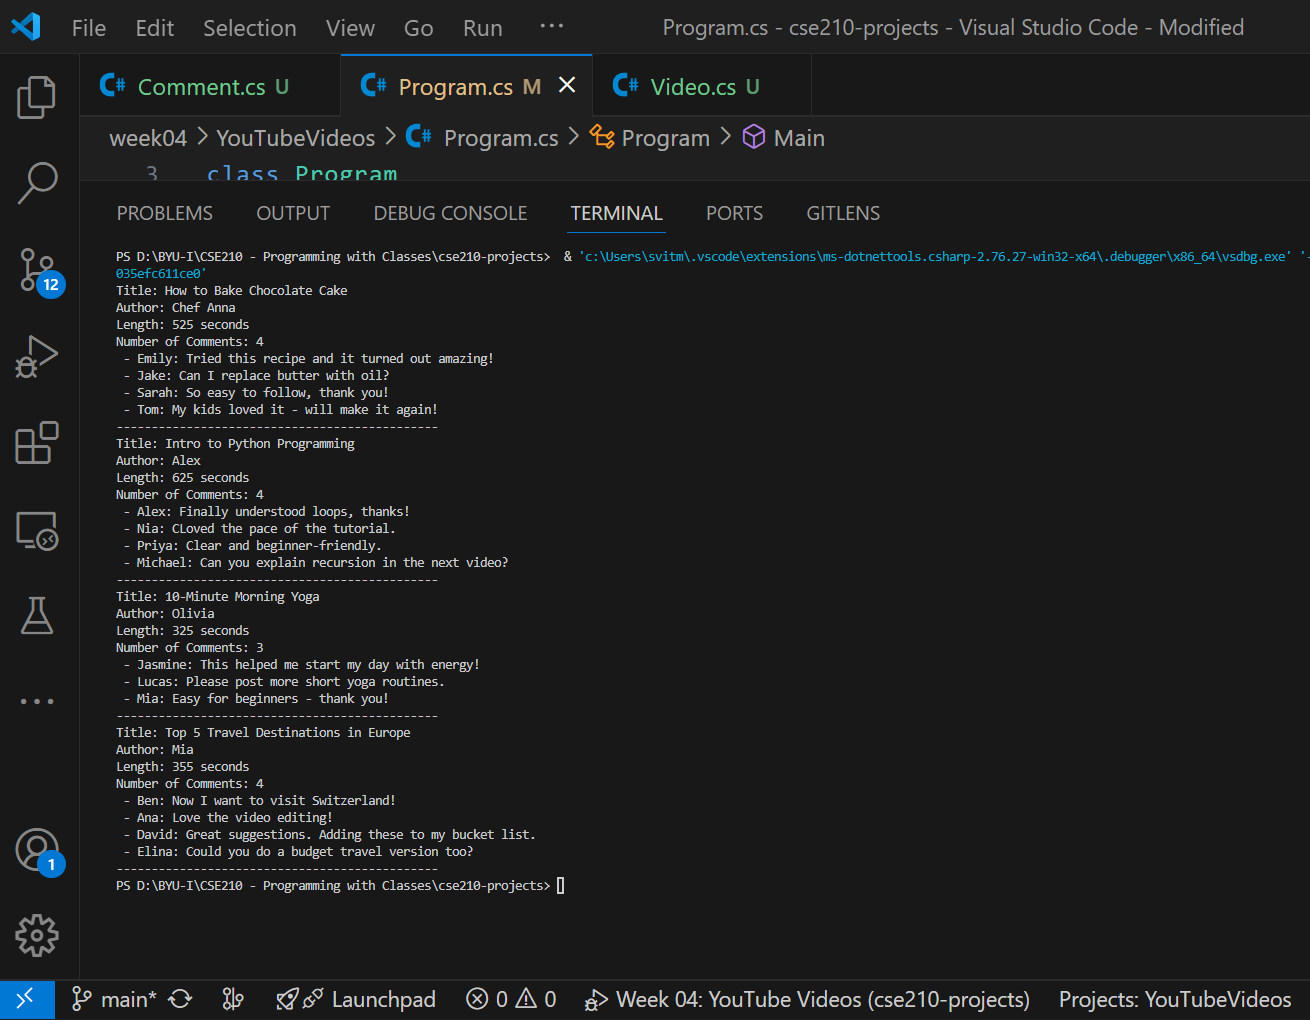 File Edit Selection View Go Run ··· Program.cs - cse210-projects - Visual Studio Code - Modified
C# Comment.cs U C# Program.cs M C# Video.cs U
week04 > YouTubeVideos > C# Program.cs > Program > Main
3 class Program
PROBLEMS OUTPUT DEBUG CONSOLE TERMINAL PORTS GITLENS
PS D:\BYU-I\CSE210 - Programming with Classes\cse210-projects> & 'c:\Users\svitm\.vscode\extensions\ms-dotnettools.csharp-2.76.27-win32-x64\.debugger\x86_64\vsdbg.exe' '-
035efc611ce0'
Title: How to Bake Chocolate Cake
Author: Chef Anna
Length: 525 seconds
Number of Comments: 4
- Emily: Tried this recipe and it turned out amazing!
- Jake: Can I replace butter with oil?
- Sarah: So easy to follow, thank you!
- Tom: My kids loved it - will make it again!
----------------------------------------------
Title: Intro to Python Programming
Author: Alex
Length: 625 seconds
Number of Comments: 4
- Alex: Finally understood loops, thanks!
- Nia: CLoved the pace of the tutorial.
- Priya: Clear and beginner-friendly.
- Michael: Can you explain recursion in the next video?
----------------------------------------------
Title: 10-Minute Morning Yoga
Author: Olivia
Length: 325 seconds
Number of Comments: 3
- Jasmine: This helped me start my day with energy!
- Lucas: Please post more short yoga routines.
- Mia: Easy for beginners - thank you!
----------------------------------------------
Title: Top 5 Travel Destinations in Europe
Author: Mia
Length: 355 seconds
Number of Comments: 4
- Ben: Now I want to visit Switzerland!
- Ana: Love the video editing!
- David: Great suggestions. Adding these to my bucket list.
- Elina: Could you do a budget travel version too?
----------------------------------------------
PS D:\BYU-I\CSE210 - Programming with Classes\cse210-projects>
12
1
main* Launchpad 0 0 Week 04: YouTube Videos (cse210-projects) Projects: YouTubeVideos